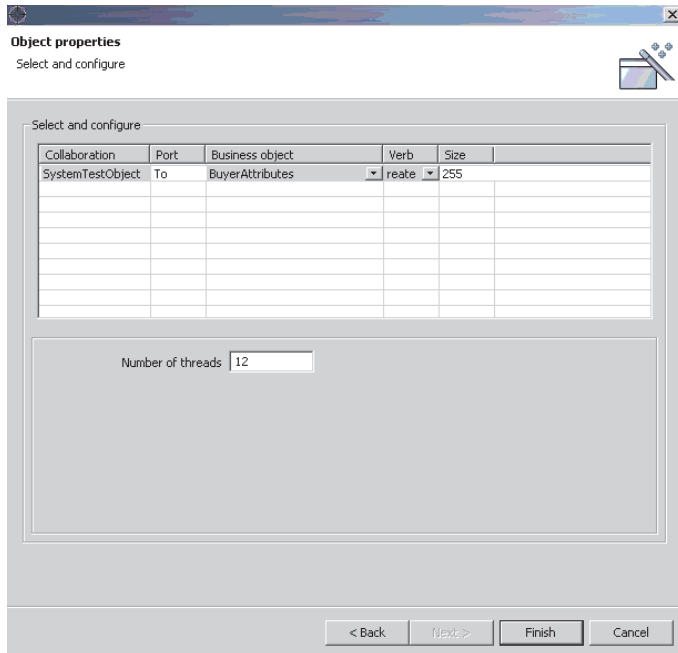 Object properties
Select and configure
Select and configure
Collaboration Port Business object Verb Size
SystemTestObject To BuyerAttributes reate 255
Number of threads 12
< Back Next > Finish Cancel